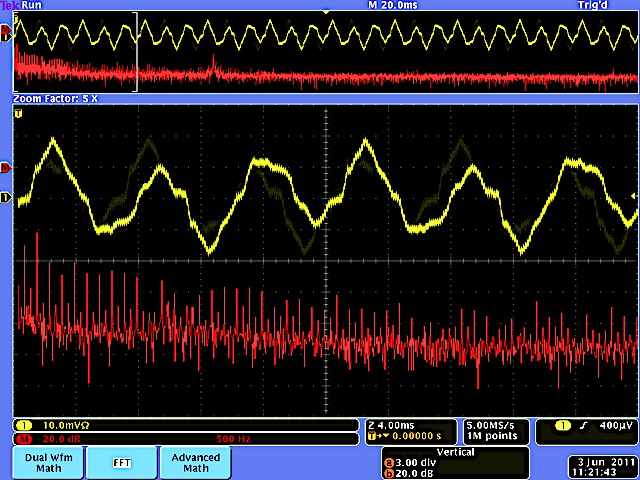 Tek Run M 20.0ms Trig'd
T
1
Zoom Factor: 5 X
T
M
1
1 10.0mVΩ
M 20.0 dB 500 Hz
Z 4.00ms
T→▾ 0.00000 s
5.00MS/s
1M points
1 ∫ 400µV
Dual Wfm
Math
FFT
Advanced
Math
Vertical
a 3.00 div
b 20.0 dB
3 Jun 2011
11:21:43